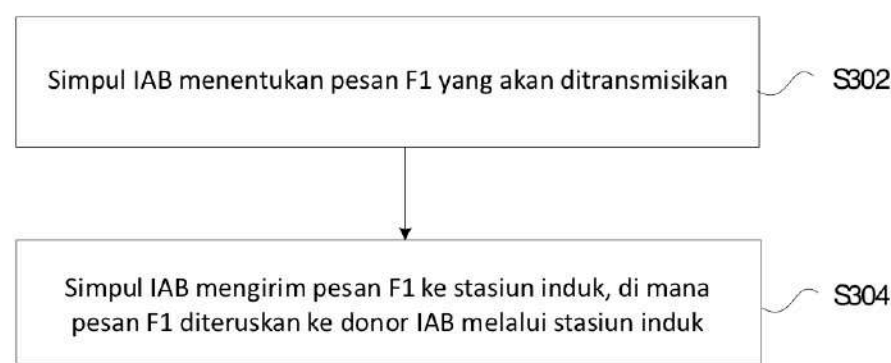 Simpul IAB menentukan pesan F1 yang akan ditransmisikan
S302
Simpul IAB mengirim pesan F1 ke stasiun induk, di mana
pesan F1 diteruskan ke donor IAB melalui stasiun induk
S304